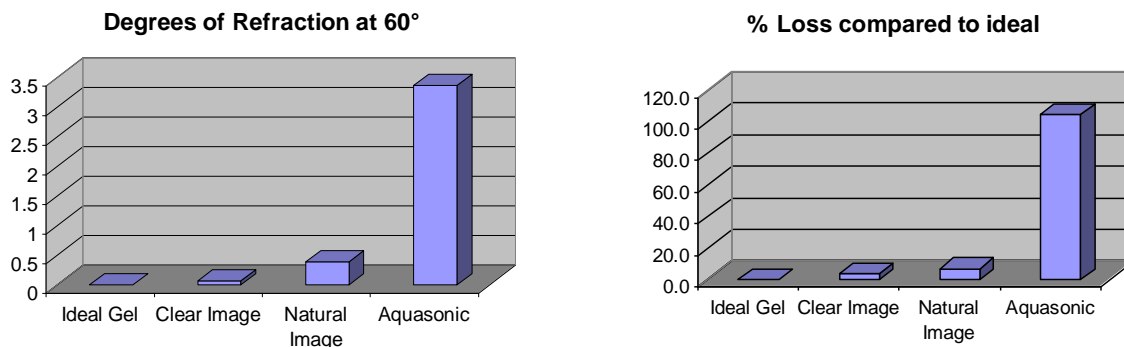 Degrees of Refraction at 60°
3.5
3
2.5
2
1.5
1
0.5
0
Ideal Gel
Clear Image
Natural
Image
Aquasonic
% Loss compared to ideal
120.0
100.0
80.0
60.0
40.0
20.0
0.0
Ideal Gel
Clear Image
Natural
Image
Aquasonic